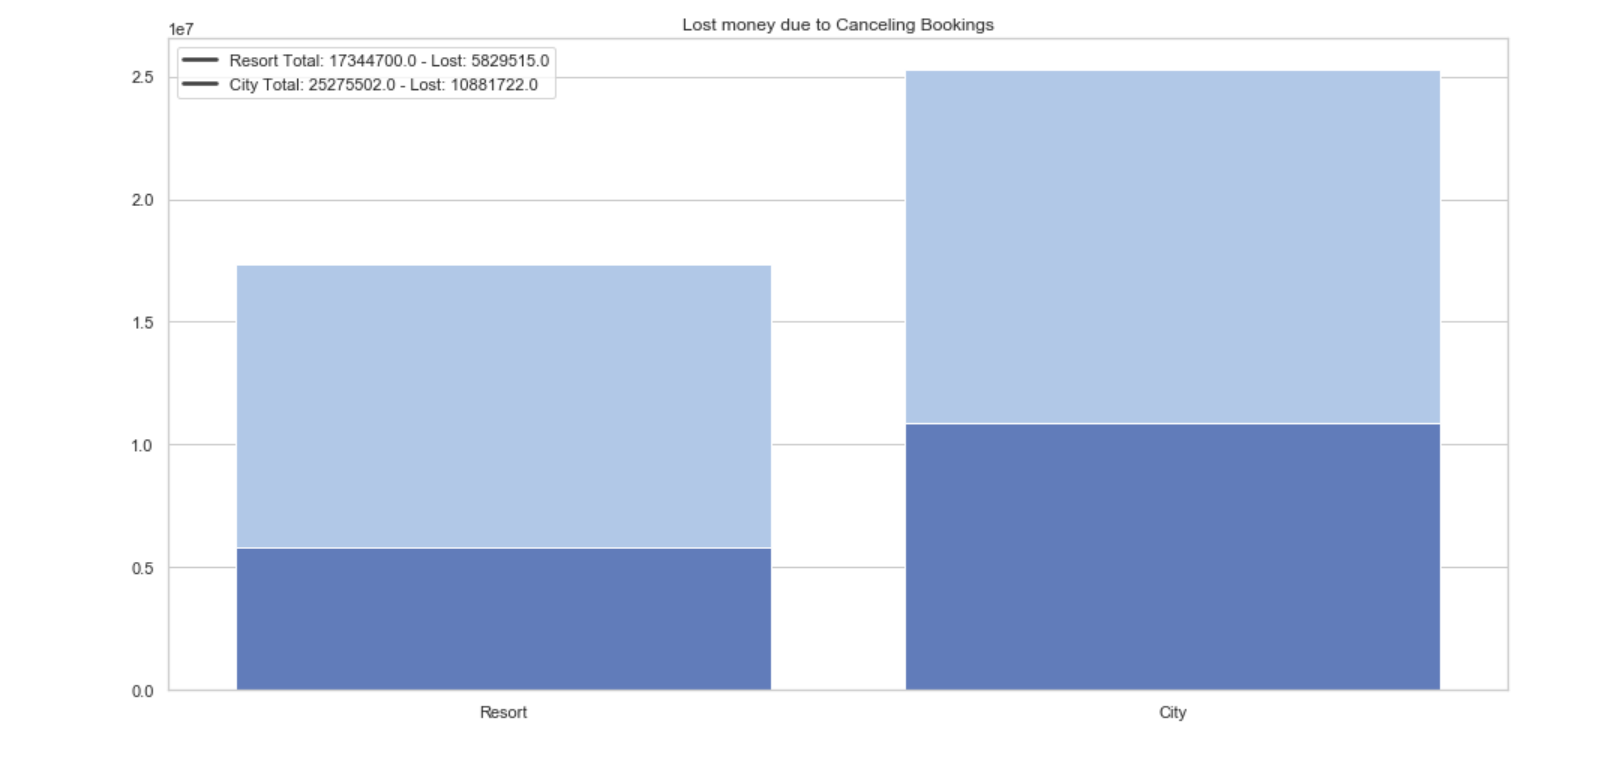 Lost money due to Canceling Bookings
1e7
Resort Total: 17344700.0 - Lost: 5829515.0
City Total: 25275502.0 - Lost: 10881722.0
2.5
2.0
1.5
1.0
0.5
0.0
Resort
City